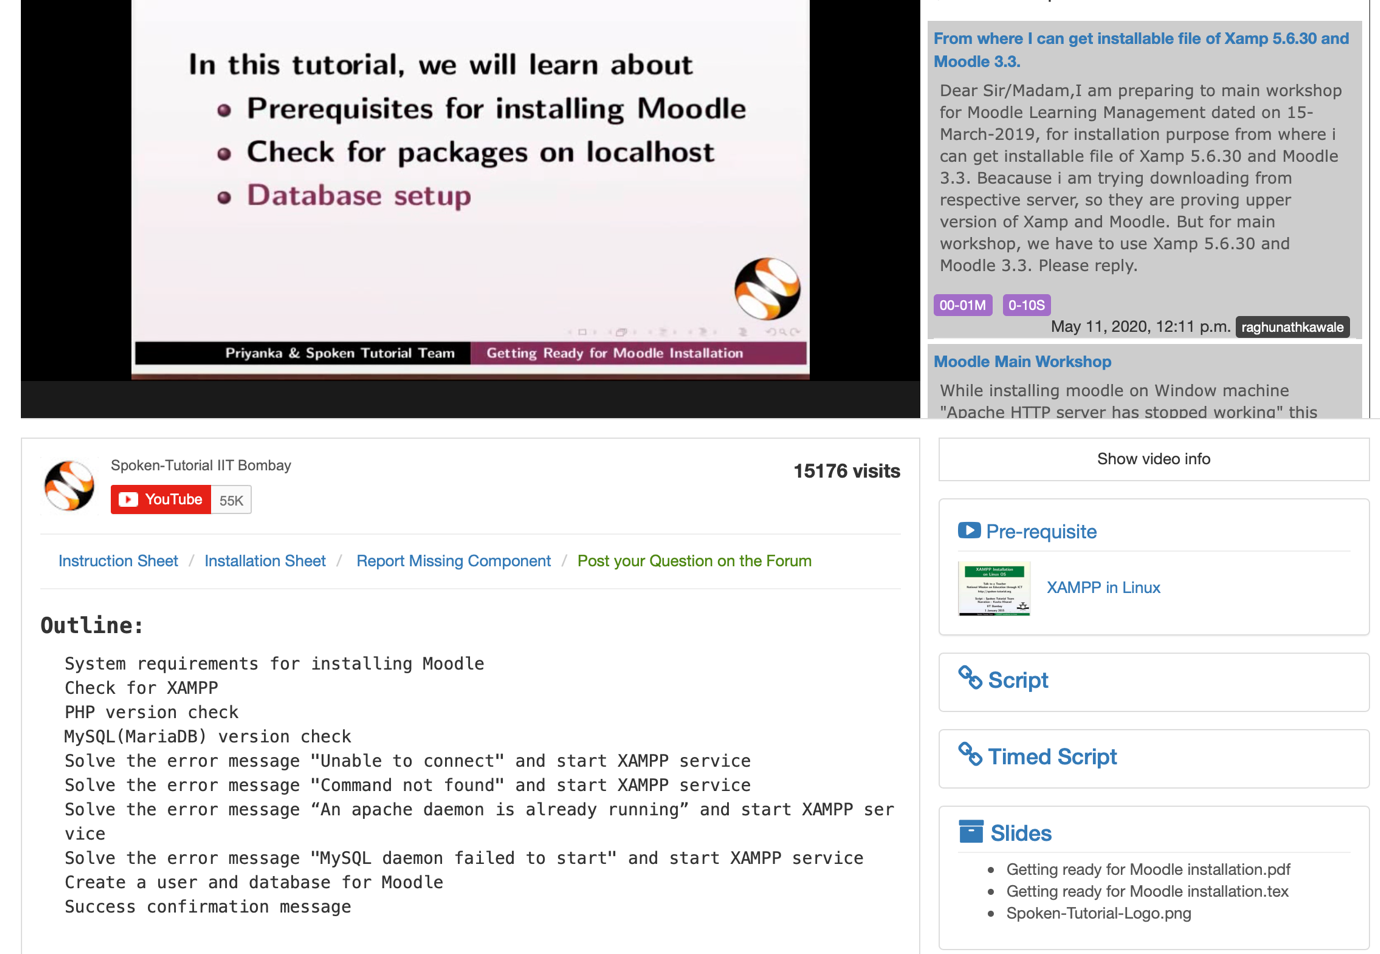 In this tutorial, we will learn about
Prerequisites for installing Moodle
Check for packages on localhost
Database setup
Priyanka & Spoken Tutorial Team
Getting Ready for Moodle Installation
From where I can get installable file of Xamp 5.6.30 and
Moodle 3.3.
Dear Sir/Madam,I am preparing to main workshop
for Moodle Learning Management dated on 15-
March-2019, for installation purpose from where i
can get installable file of Xamp 5.6.30 and Moodle
3.3. Beacause i am trying downloading from
respective server, so they are proving upper
version of Xamp and Moodle. But for main
workshop, we have to use Xamp 5.6.30 and
Moodle 3.3. Please reply.
00-01M 0-10S
May 11, 2020, 12:11 p.m. raghunathkawale
Moodle Main Workshop
While installing moodle on Window machine
"Apache HTTP server has stopped working" this
Spoken-Tutorial IIT Bombay
YouTube 55K
15176 visits
Instruction Sheet / Installation Sheet / Report Missing Component / Post your Question on the Forum
Outline:
System requirements for installing Moodle
Check for XAMPP
PHP version check
MySQL(MariaDB) version check
Solve the error message "Unable to connect" and start XAMPP service
Solve the error message "Command not found" and start XAMPP service
Solve the error message “An apache daemon is already running” and start XAMPP ser
vice
Solve the error message "MySQL daemon failed to start" and start XAMPP service
Create a user and database for Moodle
Success confirmation message
Show video info
Pre-requisite
XAMPP Installation
on Linux OS
XAMPP in Linux
Script
Timed Script
Slides
Getting ready for Moodle installation.pdf
Getting ready for Moodle installation.tex
Spoken-Tutorial-Logo.png